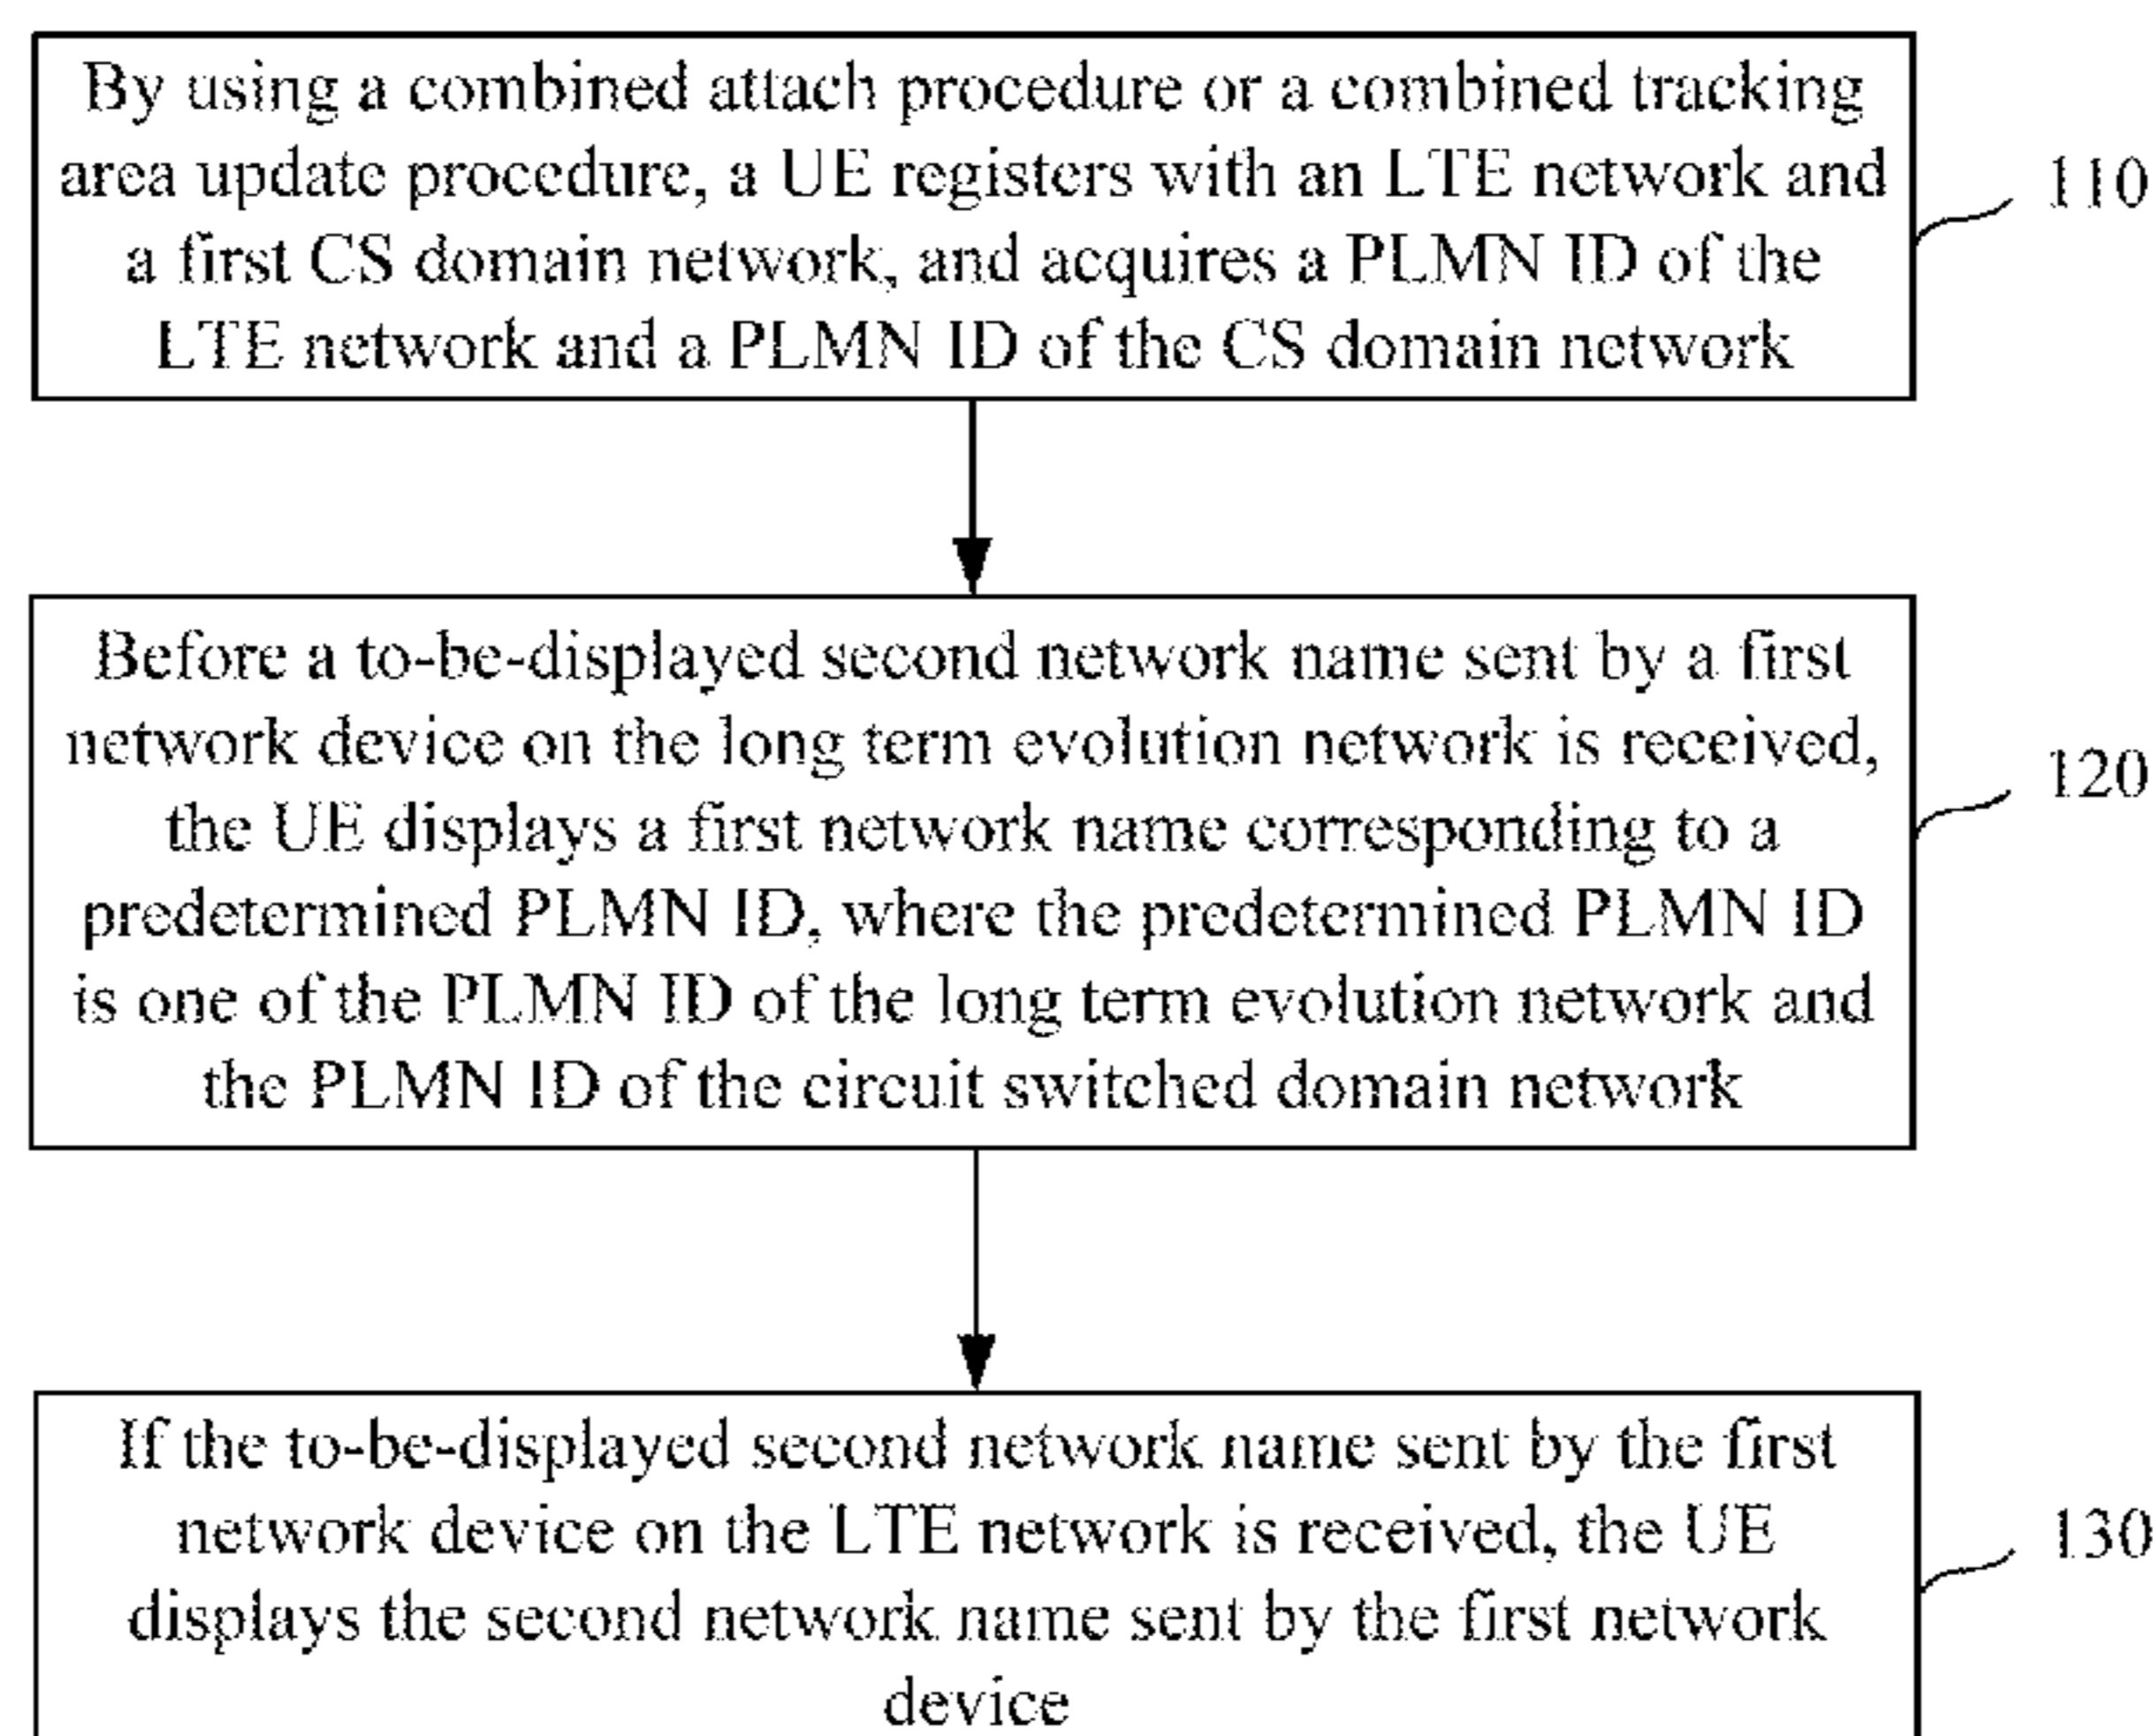 By using a combined attach procedure or a combined tracking
area update procedure, a UE registers with an LTE network and
a first CS domain network, and acquires a PLMN ID of the
LTE network and a PLMN ID of the CS domain network
110
Before a to-be-displayed second network name sent by a first
network device on the long term evolution network is received,
the UE displays a first network name corresponding to a
predetermined PLMN ID, where the predetermined PLMN ID
is one of the PLMN ID of the long term evolution network and
the PLMN ID of the circuit switched domain network
120
If the to-be-displayed second network name sent by the first
network device on the LTE network is received, the UE
displays the second network name sent by the first network
device
130